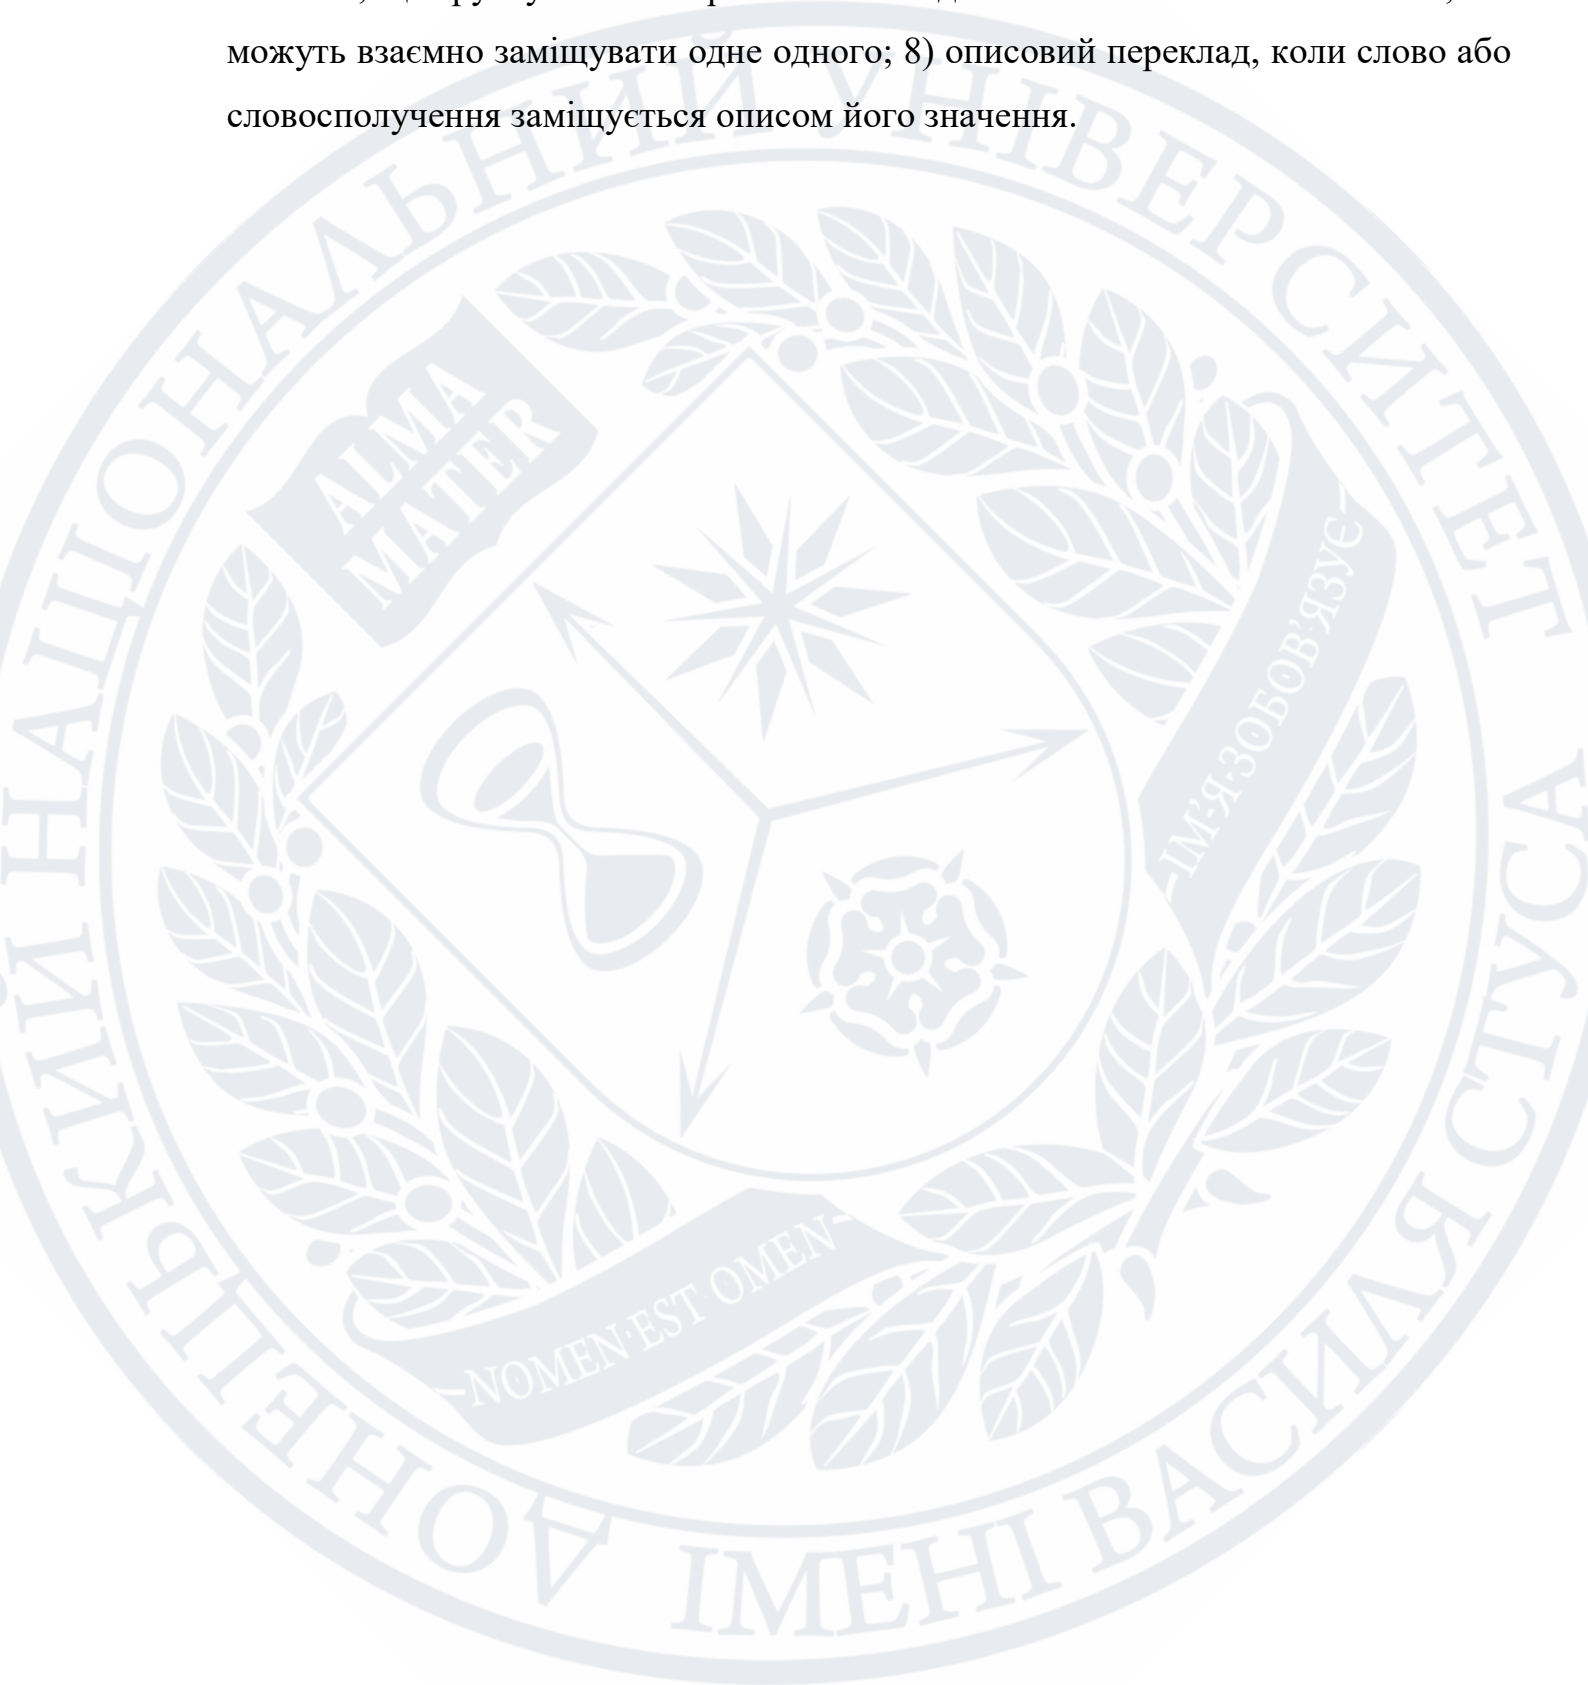 можуть взаємно заміщувати одне одного; 8) описовий переклад, коли слово або
словосполучення заміщується описом його значення.
ДОНЕЦЬКИЙ НАЦІОНАЛЬНИЙ УНІВЕРСИТЕТ
ІМЕНІ ВАСИЛЯ СТУСА
ALMA
MATER
ІМ'Я ЗОБОВ'ЯЗУЄ
NOMEN·EST OMEN